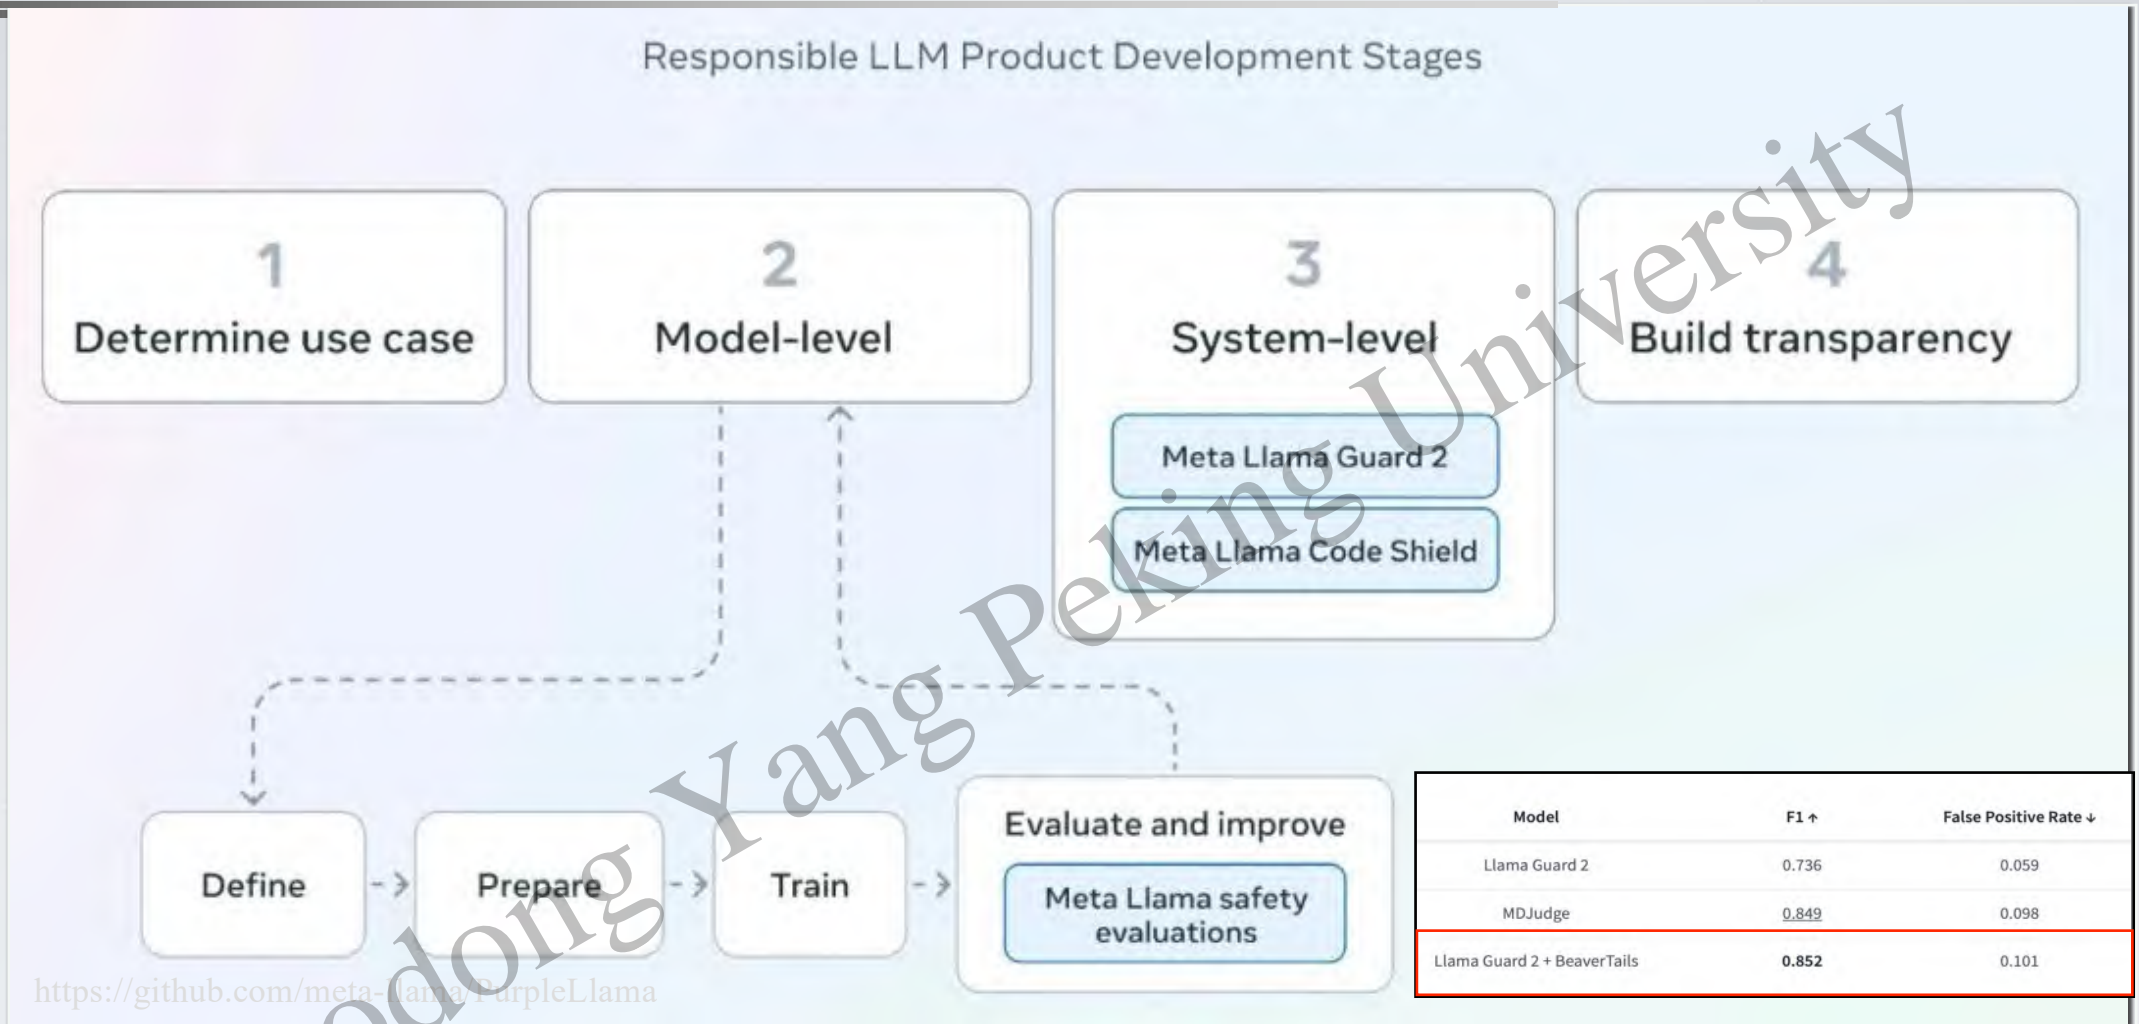 Responsible LLM Product Development Stages
1
Determine use case
2
Model-level
3
System-level
Meta Llama Guard 2
Meta Llama Code Shield
4
Build transparency
Define
Prepare
Train
Evaluate and improve
Meta Llama safety
evaluations
Model F1 ↑ False Positive Rate ↓
Llama Guard 2 0.736 0.059
MDJudge 0.849 0.098
Llama Guard 2 + BeaverTails 0.852 0.101
https://github.com/meta-llama/PurpleLlama
odong Yang Peking University